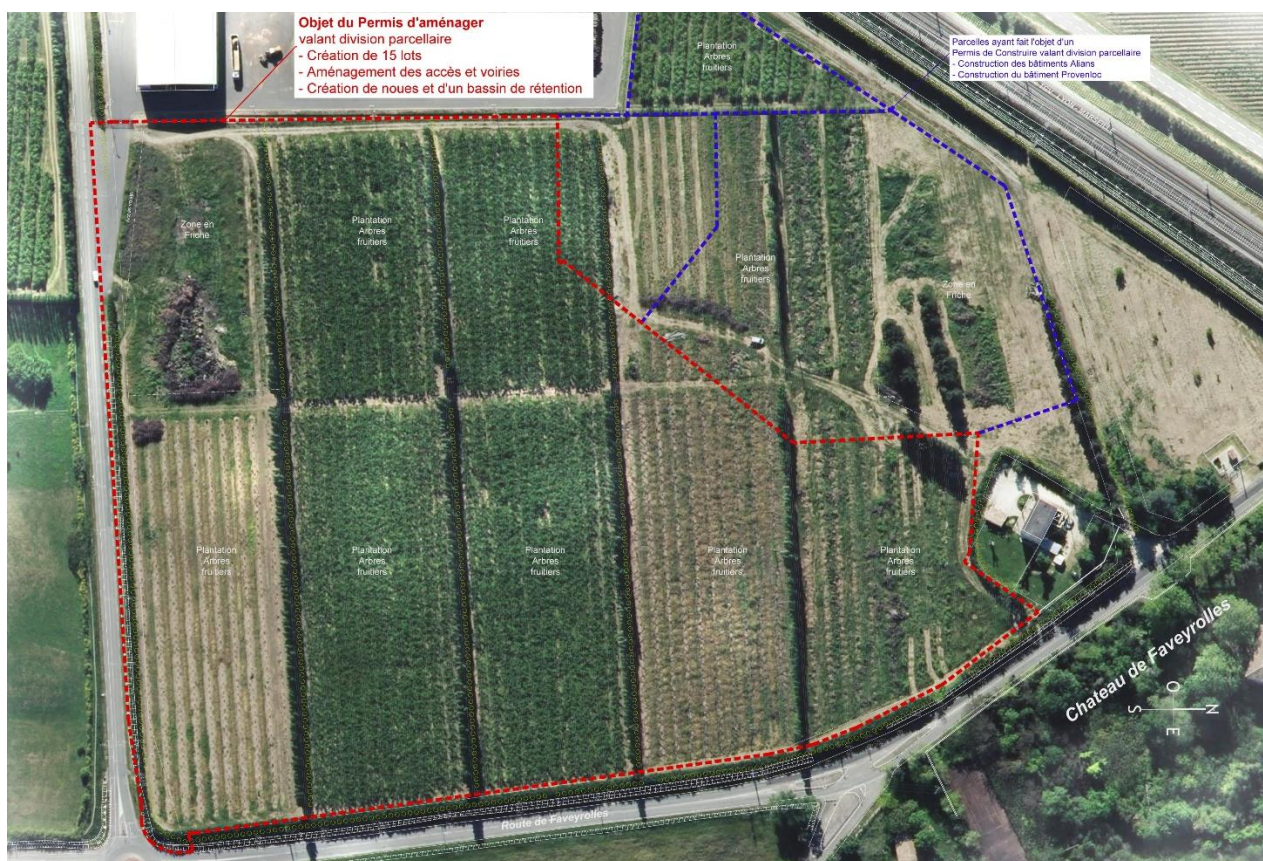 Objet du Permis d'aménager
valant division parcellaire
- Création de 15 lots
- Aménagement des accès et voiries
- Création de noues et d'un bassin de rétention
Parcelles ayant fait l'objet d'un
Permis de Construire valant division parcellaire
- Construction des bâtiments Alians
- Construction du bâtiment Provenloc
Plantation
Arbres
fruitiers
Zone en
Friche
Plantation
Arbres
fruitiers
Plantation
Arbres
fruitiers
Plantation
Arbres
fruitiers
Zone en
Friche
Plantation
Arbres
fruitiers
Plantation
Arbres
fruitiers
Plantation
Arbres
fruitiers
Plantation
Arbres
fruitiers
Plantation
Arbres
fruitiers
Chateau de Faveyrolles
O
S
N
E
Route de Faveyrolles